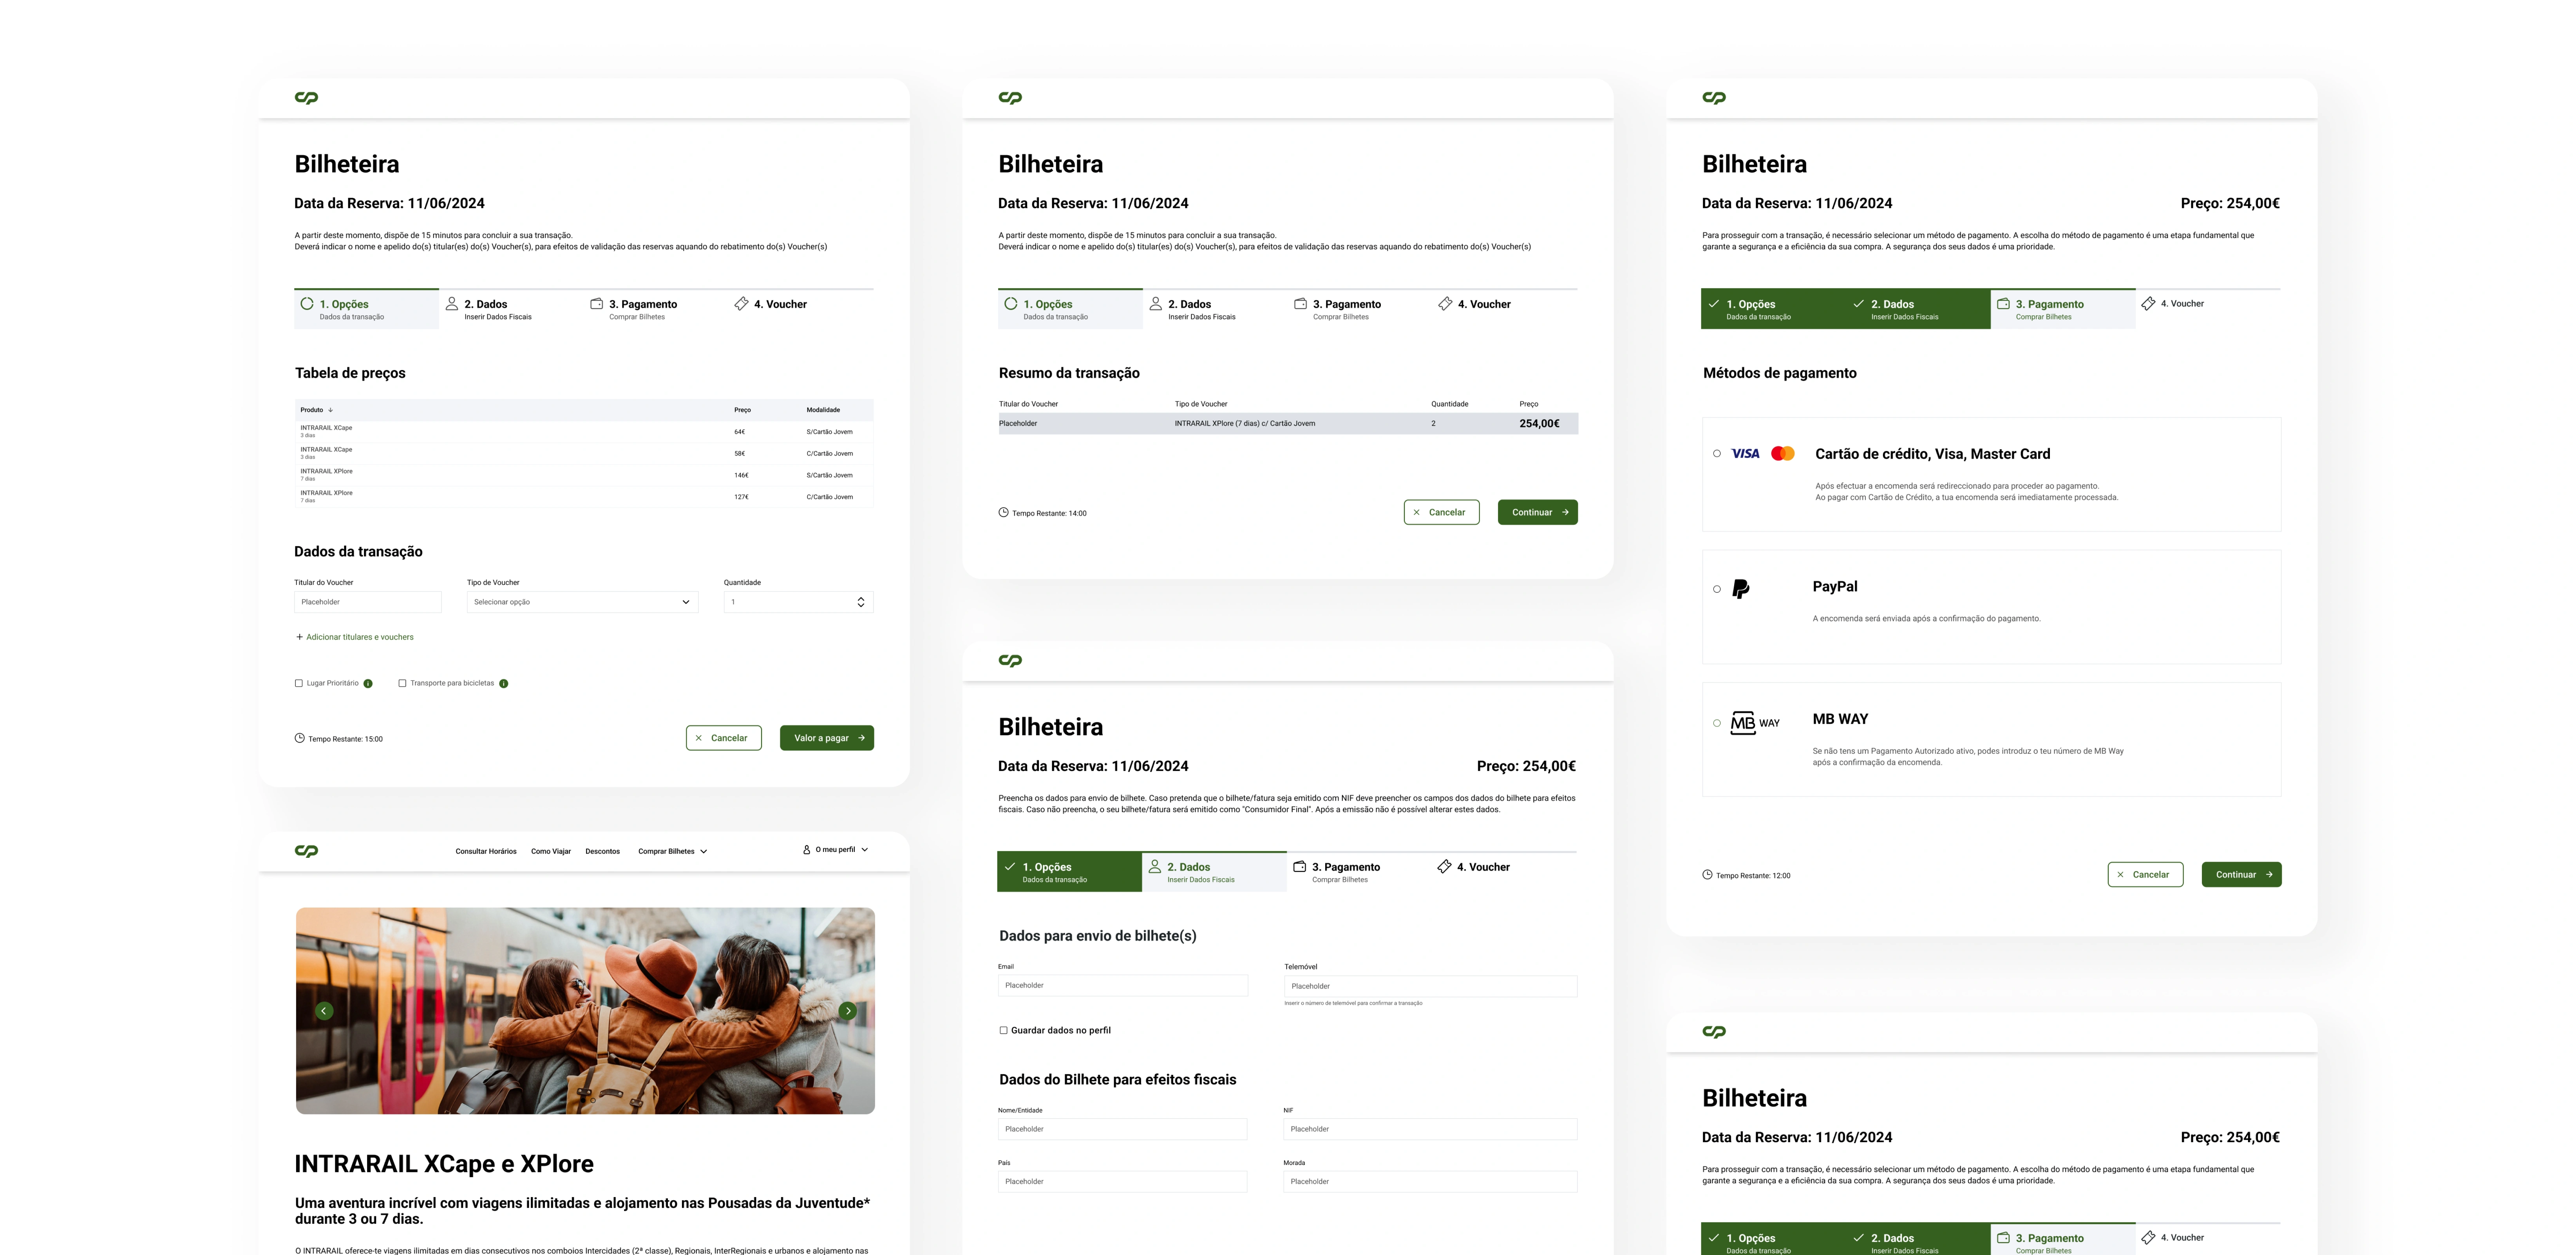 Bilheteira
Data da Reserva: 11/06/2024
A partir deste momento, dispõe de 15 minutos para concluir a sua transação.
Deverá indicar o nome e apelido do(s) titular(es) do(s) Voucher(s), para efeitos de validação das reservas aquando do rebatimento do(s) Voucher(s)
1. Opções 2. Dados 3. Pagamento 4. Voucher
Dados da transação Inserir Dados Fiscais Comprar Bilhetes
Tabela de preços
Produto Preço Modalidade
INTRARAIL XCape
3 dias
64€ S/Cartão Jovem
INTRARAIL XCape
3 dias
58€ C/Cartão Jovem
INTRARAIL XPlore
7 dias
146€ S/Cartão Jovem
INTRARAIL XPlore
7 dias
127€ C/Cartão Jovem
Dados da transação
Titular do Voucher Tipo de Voucher Quantidade
Placeholder Selecionar opção 1
+ Adicionar titulares e vouchers
Lugar Prioritário Transporte para bicicletas
Tempo Restante: 15:00 Cancelar Valor a pagar
Consultar Horários Como Viajar Descontos Comprar Bilhetes O meu perfil
INTRARAIL XCape e XPlore
Uma aventura incrível com viagens ilimitadas e alojamento nas Pousadas da Juventude*
durante 3 ou 7 dias.
O INTRARAIL oferece-te viagens ilimitadas em dias consecutivos nos comboios Intercidades (2ª classe), Regionais, InterRegionais e urbanos e alojamento nas
Bilheteira
Data da Reserva: 11/06/2024
A partir deste momento, dispõe de 15 minutos para concluir a sua transação.
Deverá indicar o nome e apelido do(s) titular(es) do(s) Voucher(s), para efeitos de validação das reservas aquando do rebatimento do(s) Voucher(s)
1. Opções 2. Dados 3. Pagamento 4. Voucher
Dados da transação Inserir Dados Fiscais Comprar Bilhetes
Resumo da transação
Titular do Voucher Tipo de Voucher Quantidade Preço
Placeholder INTRARAIL XPlore (7 dias) c/ Cartão Jovem 2 254,00€
Tempo Restante: 14:00 Cancelar Continuar
Bilheteira
Data da Reserva: 11/06/2024 Preço: 254,00€
Preencha os dados para envio de bilhete. Caso pretenda que o bilhete/fatura seja emitido com NIF deve preencher os campos dos dados do bilhete para efeitos
fiscais. Caso não preencha, o seu bilhete/fatura será emitido como "Consumidor Final". Após a emissão não é possível alterar estes dados.
1. Opções 2. Dados 3. Pagamento 4. Voucher
Dados da transação Inserir Dados Fiscais Comprar Bilhetes
Dados para envio de bilhete(s)
Email Telemóvel
Placeholder Placeholder
Inserir o número de telemóvel para confirmar a transação
Guardar dados no perfil
Dados do Bilhete para efeitos fiscais
Nome/Entidade NIF
Placeholder Placeholder
País Morada
Placeholder Placeholder
Bilheteira
Data da Reserva: 11/06/2024 Preço: 254,00€
Para prosseguir com a transação, é necessário selecionar um método de pagamento. A escolha do método de pagamento é uma etapa fundamental que
garante a segurança e a eficiência da sua compra. A segurança dos seus dados é uma prioridade.
1. Opções 2. Dados 3. Pagamento 4. Voucher
Dados da transação Inserir Dados Fiscais Comprar Bilhetes
Métodos de pagamento
VISA Cartão de crédito, Visa, Master Card
Após efectuar a encomenda será redireccionado para proceder ao pagamento.
Ao pagar com Cartão de Crédito, a tua encomenda será imediatamente processada.
PayPal
A encomenda será enviada após a confirmação do pagamento.
MB WAY MB WAY
Se não tens um Pagamento Autorizado ativo, podes introduz o teu número de MB Way
após a confirmação da encomenda.
Tempo Restante: 12:00 Cancelar Continuar
Bilheteira
Data da Reserva: 11/06/2024 Preço: 254,00€
Para prosseguir com a transação, é necessário selecionar um método de pagamento. A escolha do método de pagamento é uma etapa fundamental que
garante a segurança e a eficiência da sua compra. A segurança dos seus dados é uma prioridade.
1. Opções 2. Dados 3. Pagamento 4. Voucher
Dados da transação Inserir Dados Fiscais Comprar Bilhetes